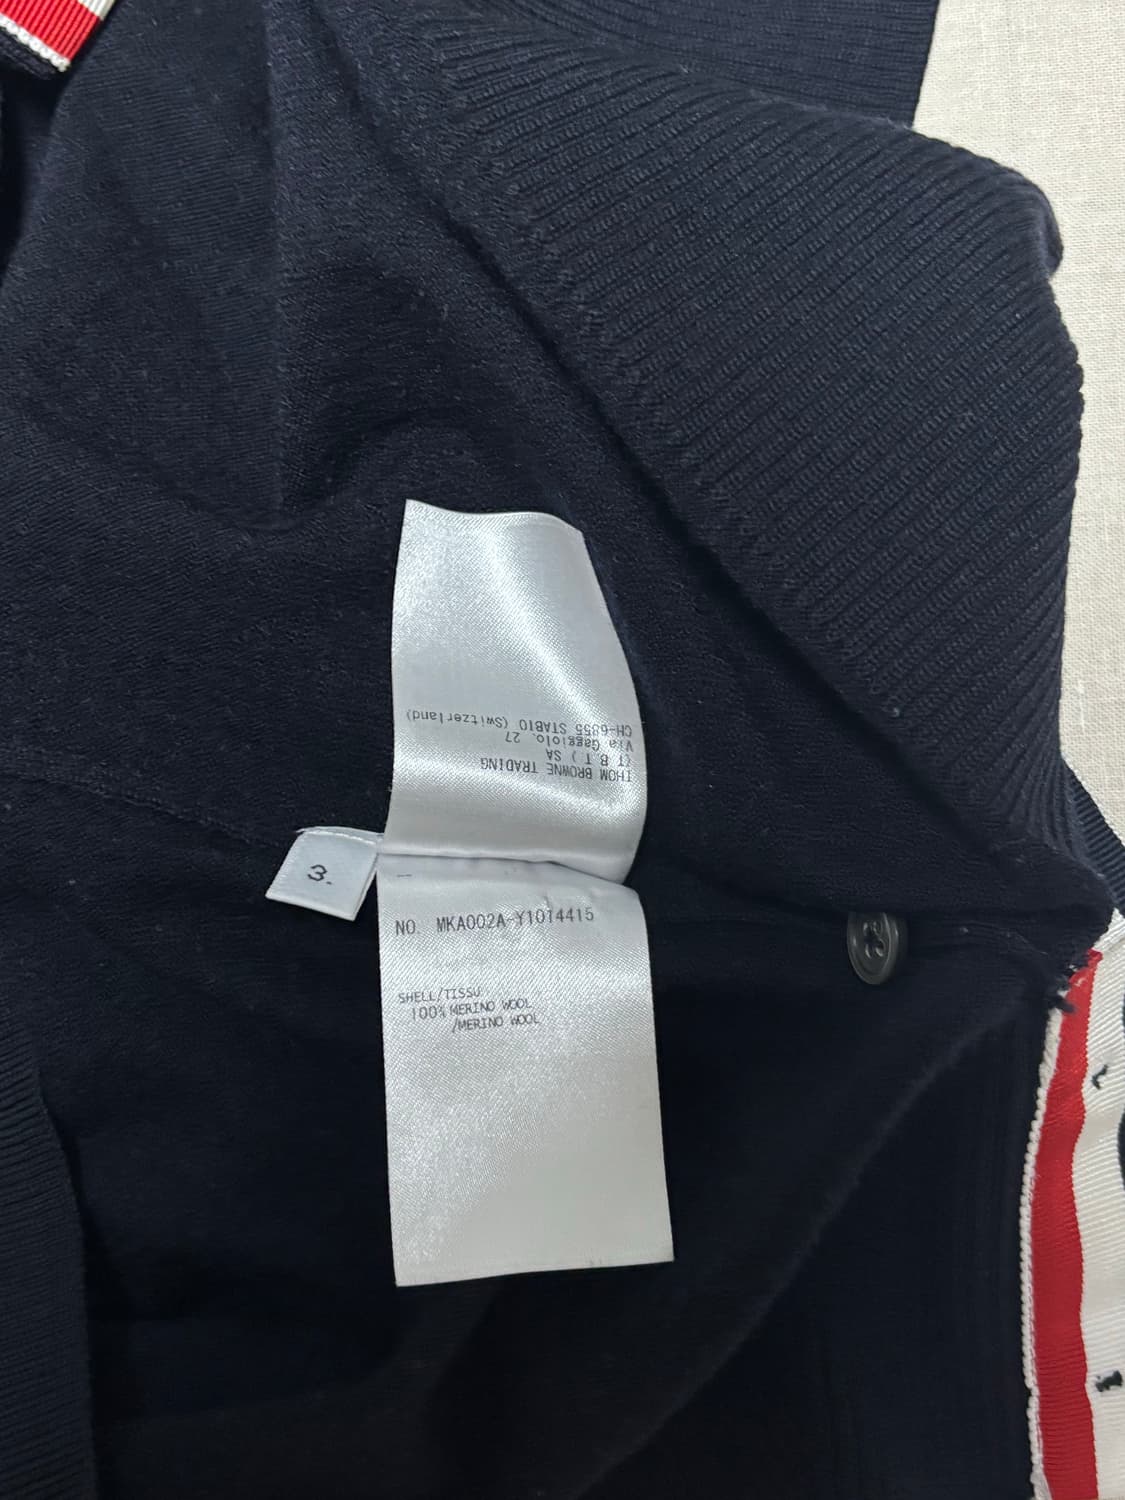 THOM BROWNE TRADING
(T B T ) SA
Via Gaggiolo. 27
CH-6855 STABIO (Switzerland)
3.
NO. MKA002A-Y1014415
SHELL/TISSU
100% MERINO WOOL
/MERINO WOOL